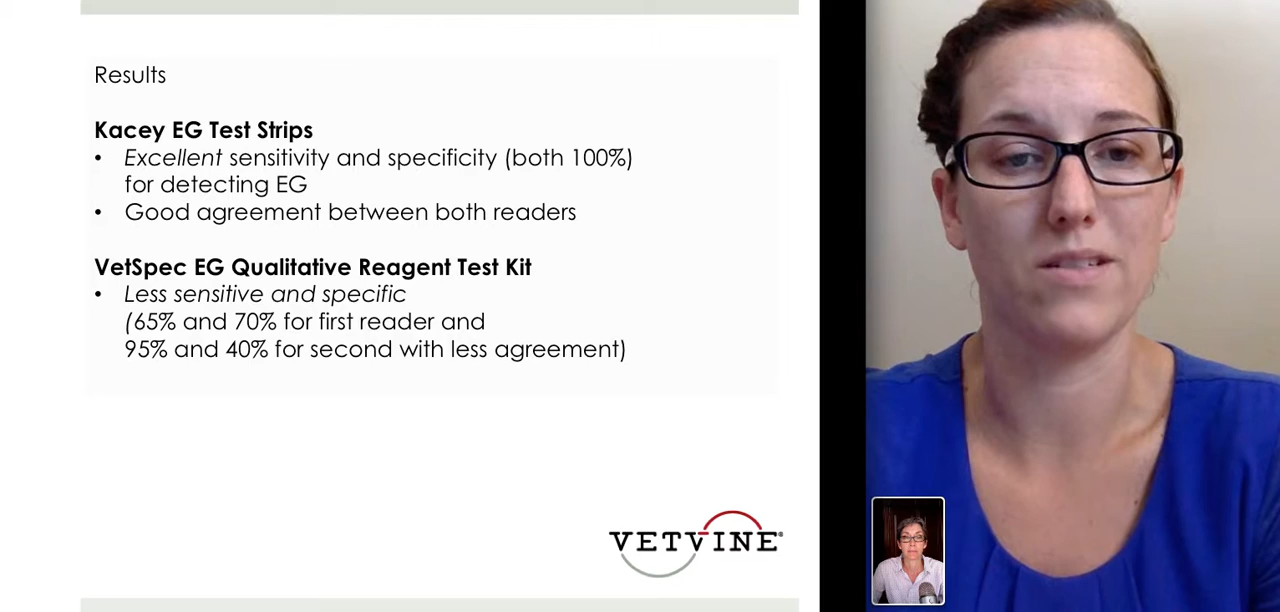 Results
Kacey EG Test Strips
• Excellent sensitivity and specificity (both 100%)
for detecting EG
• Good agreement between both readers
VetSpec EG Qualitative Reagent Test Kit
• Less sensitive and specific
(65% and 70% for first reader and
95% and 40% for second with less agreement)
VETVINE®